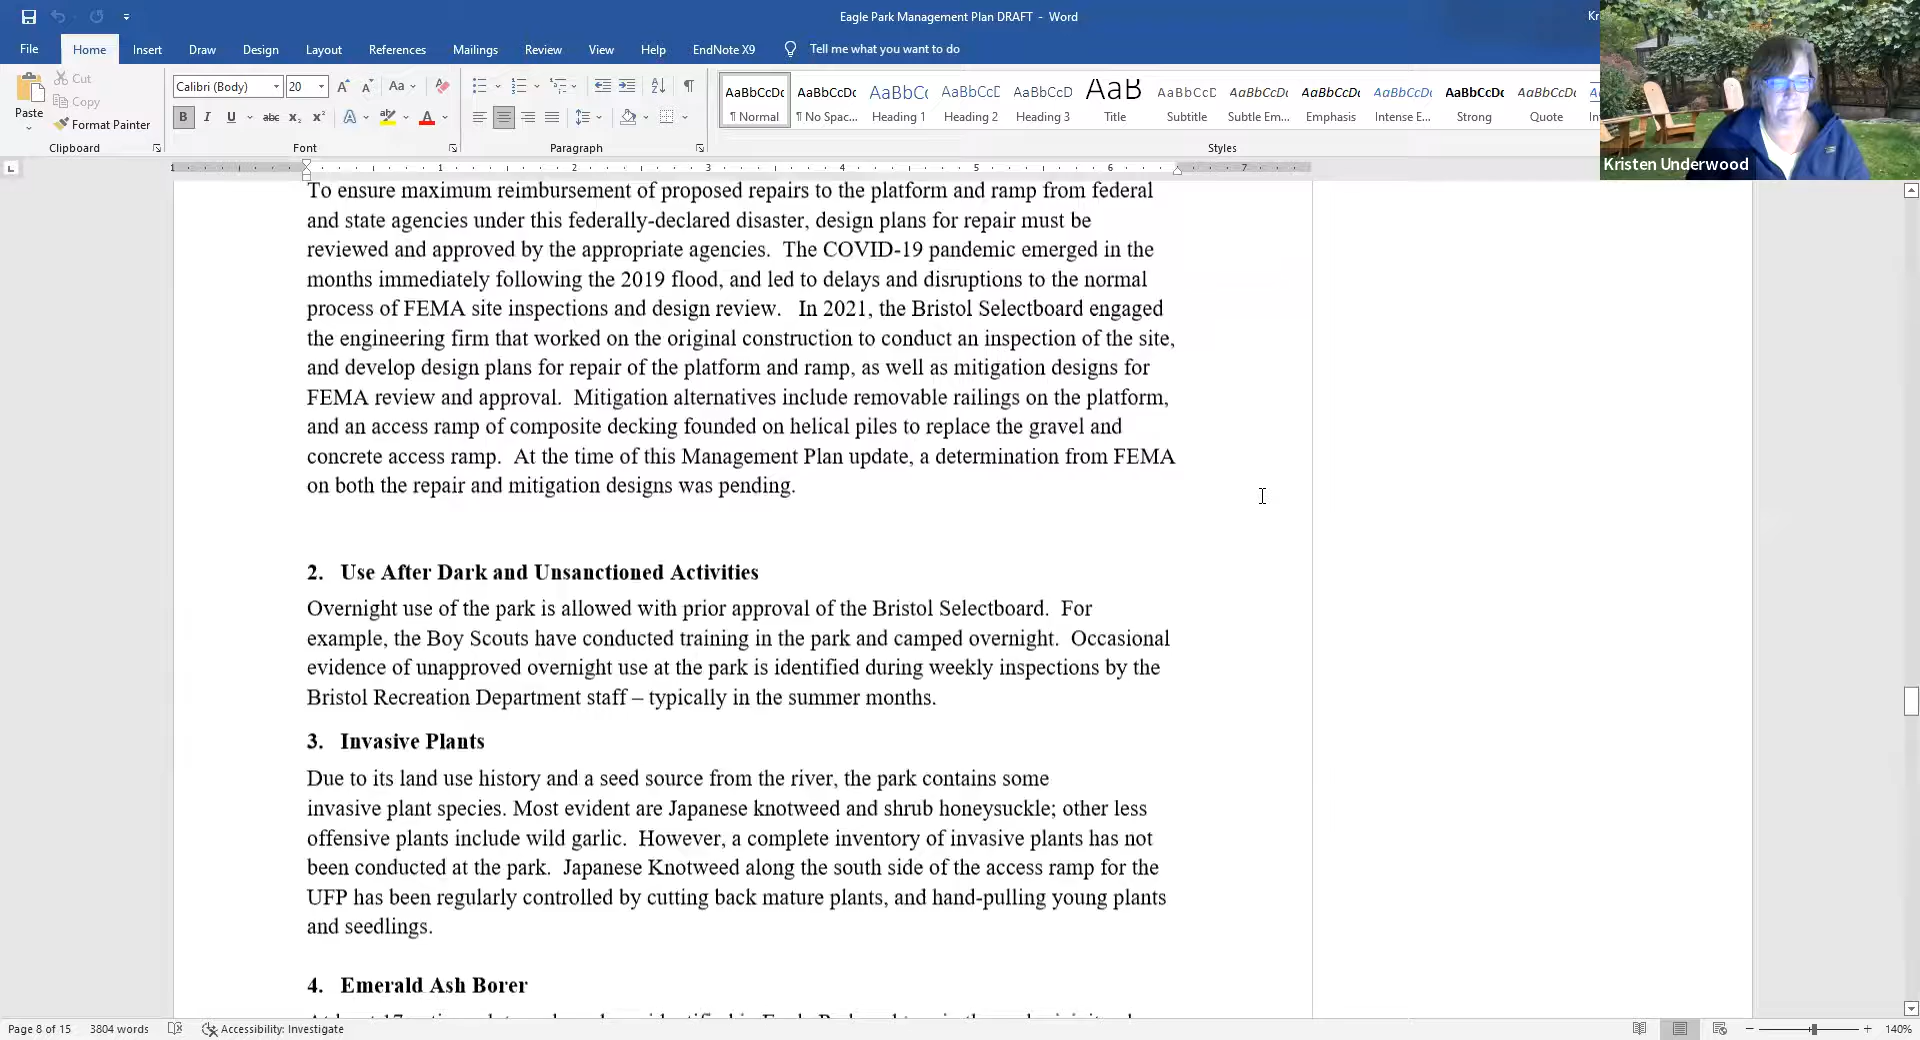 Eagle Park Management Plan DRAFT - Word
File Home Insert Draw Design Layout References Mailings Review View Help EndNote X9 Tell me what you want to do
Paste
Cut
Copy
Format Painter
Clipboard
Calibri (Body) 20
Font
Paragraph
AaBbCcDc AaBbCcDc AaBbC( AaBbCcD AaBbCcD AaB AaBbCcD AaBbCcDc AaBbCcDc AaBbCcDc AaBbCcDc AaBbCcDc
¶ Normal ¶ No Spac... Heading 1 Heading 2 Heading 3 Title Subtitle Subtle Em... Emphasis Intense E... Strong Quote
Styles
Kristen Underwood
1 1 2 3 4 5 6 7
To ensure maximum reimbursement of proposed repairs to the platform and ramp from federal
and state agencies under this federally-declared disaster, design plans for repair must be
reviewed and approved by the appropriate agencies. The COVID-19 pandemic emerged in the
months immediately following the 2019 flood, and led to delays and disruptions to the normal
process of FEMA site inspections and design review. In 2021, the Bristol Selectboard engaged
the engineering firm that worked on the original construction to conduct an inspection of the site,
and develop design plans for repair of the platform and ramp, as well as mitigation designs for
FEMA review and approval. Mitigation alternatives include removable railings on the platform,
and an access ramp of composite decking founded on helical piles to replace the gravel and
concrete access ramp. At the time of this Management Plan update, a determination from FEMA
on both the repair and mitigation designs was pending.
2. Use After Dark and Unsanctioned Activities
Overnight use of the park is allowed with prior approval of the Bristol Selectboard. For
example, the Boy Scouts have conducted training in the park and camped overnight. Occasional
evidence of unapproved overnight use at the park is identified during weekly inspections by the
Bristol Recreation Department staff – typically in the summer months.
3. Invasive Plants
Due to its land use history and a seed source from the river, the park contains some
invasive plant species. Most evident are Japanese knotweed and shrub honeysuckle; other less
offensive plants include wild garlic. However, a complete inventory of invasive plants has not
been conducted at the park. Japanese Knotweed along the south side of the access ramp for the
UFP has been regularly controlled by cutting back mature plants, and hand-pulling young plants
and seedlings.
4. Emerald Ash Borer
Page 8 of 15 3804 words Accessibility: Investigate 140%